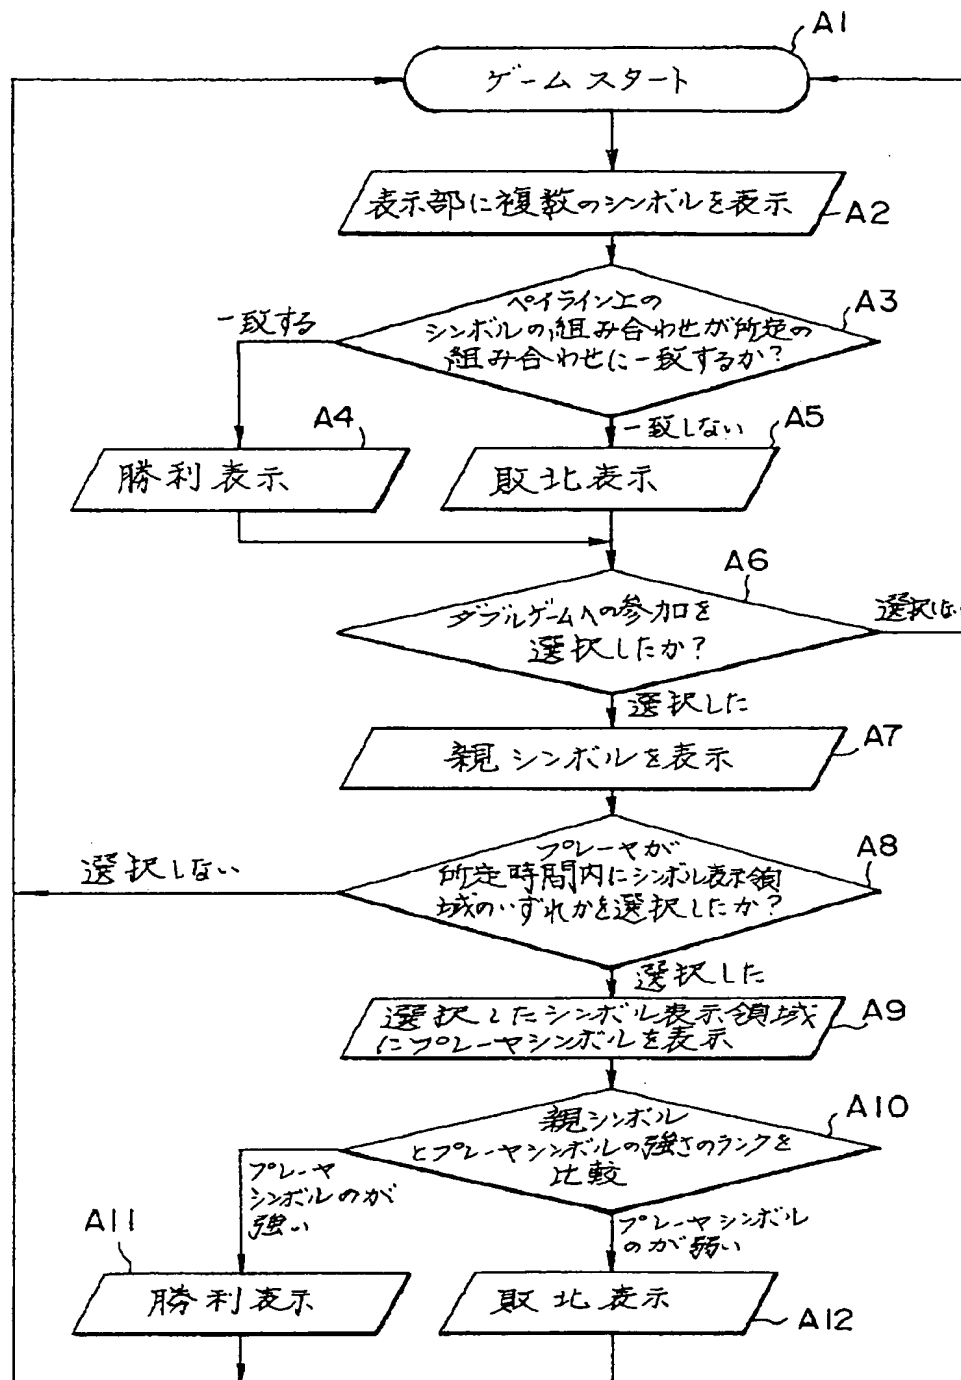 A1
ゲームスタート
表示部に複数のシンボルを表示
A2
ペイライン上の
シンボルの組み合わせが所定の
組み合わせに一致するか?
A3
一致する
一致しない
A4
勝利表示
A5
敗北表示
A6
ダブルゲームへの参加を
選択したか?
選択しない
選択した
A7
親シンボルを表示
A8
プレーヤが
所定時間内にシンボル表示領
域のいずれかを選択したか?
選択しない
選択した
A9
選択したシンボル表示領域
にプレーヤシンボルを表示
A10
親シンボル
とプレーヤシンボルの強さのランクを
比較
プレーヤ
シンボルのが
強い
プレーヤシンボル
のが弱い
A11
勝利表示
敗北表示
A12